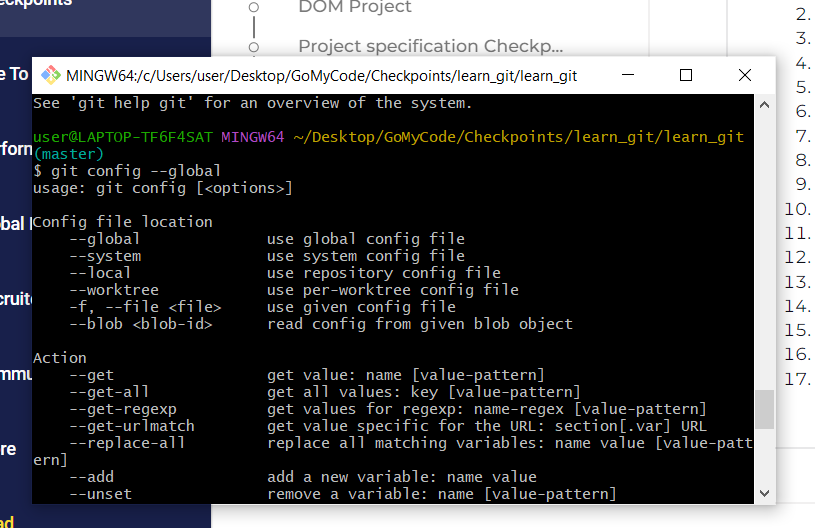 DOM Project
Project specification Checkp...
2.
3.
4.
5.
6.
7.
8.
9.
10.
11.
12.
13.
14.
15.
16.
17.
e To
MINGW64:/c/Users/user/Desktop/GoMyCode/Checkpoints/learn_git/learn_git
See 'git help git' for an overview of the system.
user@LAPTOP-TF6F4SAT MINGW64 ~/Desktop/GoMyCode/Checkpoints/learn_git/learn_git
(master)
$ git config --global
usage: git config [<options>]
Config file location
--global use global config file
--system use system config file
--local use repository config file
--worktree use per-worktree config file
-f, --file <file> use given config file
--blob <blob-id> read config from given blob object
Action
--get get value: name [value-pattern]
--get-all get all values: key [value-pattern]
--get-regexp get values for regexp: name-regex [value-pattern]
--get-urlmatch get value specific for the URL: section[.var] URL
--replace-all replace all matching variables: name value [value-patt
ern]
--add add a new variable: name value
--unset remove a variable: name [value-pattern]